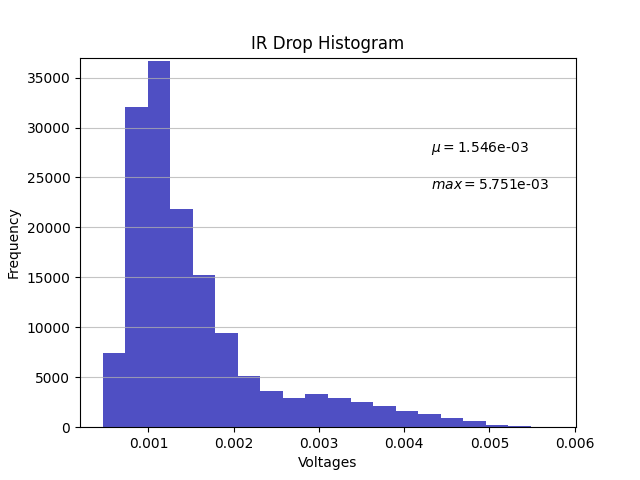 IR Drop Histogram
35000
30000
25000
20000
15000
10000
5000
0
Frequency
μ = 1.546e-03
max = 5.751e-03
0.001 0.002 0.003 0.004 0.005 0.006
Voltages